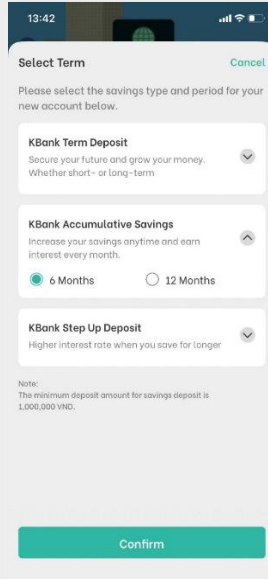 13:42
Select Term
Cancel
Please select the savings type and period for your
new account below.
KBank Term Deposit
Secure your future and grow your money.
Whether short- or long-term
KBank Accumulative Savings
Increase your savings anytime and earn
interest every month.
6 Months
12 Months
KBank Step Up Deposit
Higher interest rate when you save for longer
Note:
The minimum deposit amount for savings deposit is
1,000,000 VND.
Confirm